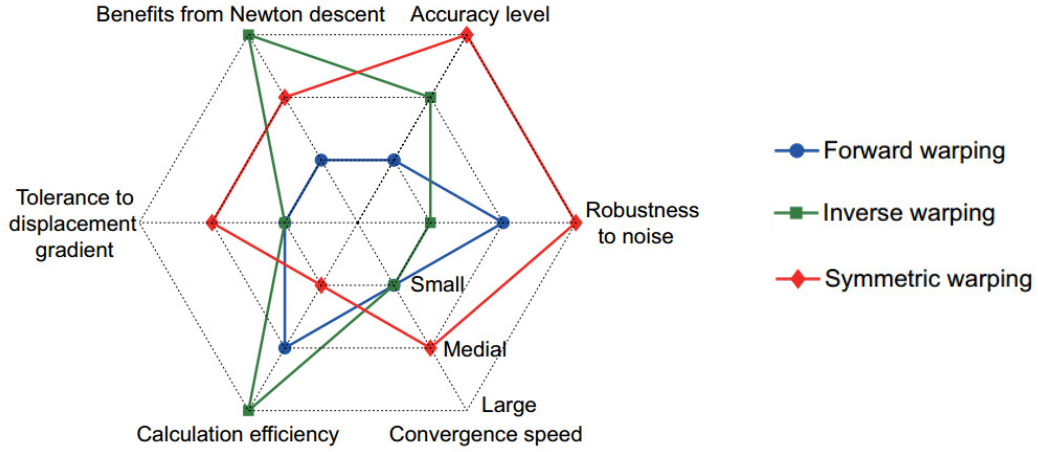 Benefits from Newton descent
Accuracy level
Tolerance to
displacement
gradient
Robustness
to noise
Small
Medial
Large
Calculation efficiency
Convergence speed
Forward warping
Inverse warping
Symmetric warping